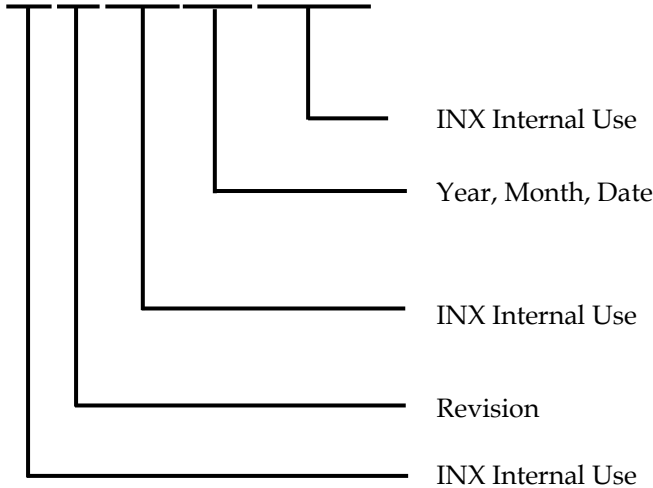 INX Internal Use
Year, Month, Date
INX Internal Use
Revision
INX Internal Use